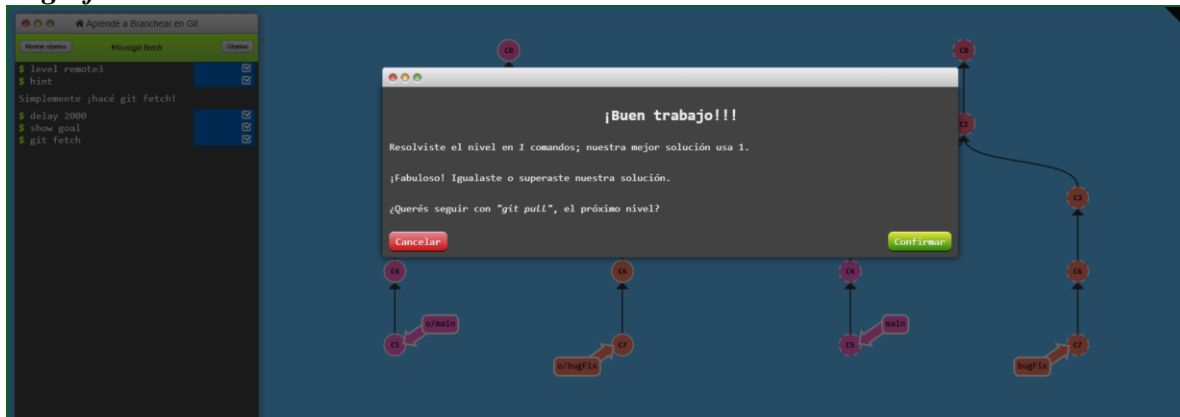 Aprendé a Branchear en Git
Mostrar objetivo
Nivel git fetch
Objetivo
$ level remote3
$ hint
Simplemente ¡hacé git fetch!
$ delay 2000
$ show goal
$ git fetch
¡Buen trabajo!!!
Resolviste el nivel en 1 comandos; nuestra mejor solución usa 1.
¡Fabuloso! Igualaste o superaste nuestra solución.
¿Querés seguir con "git pull", el próximo nivel?
Cancelar
Confirmar
C0
C0
C1
C3
C4
C6
C4
C6
o/main
main
C5
C7
C5
C7
o/bugFix
bugFix